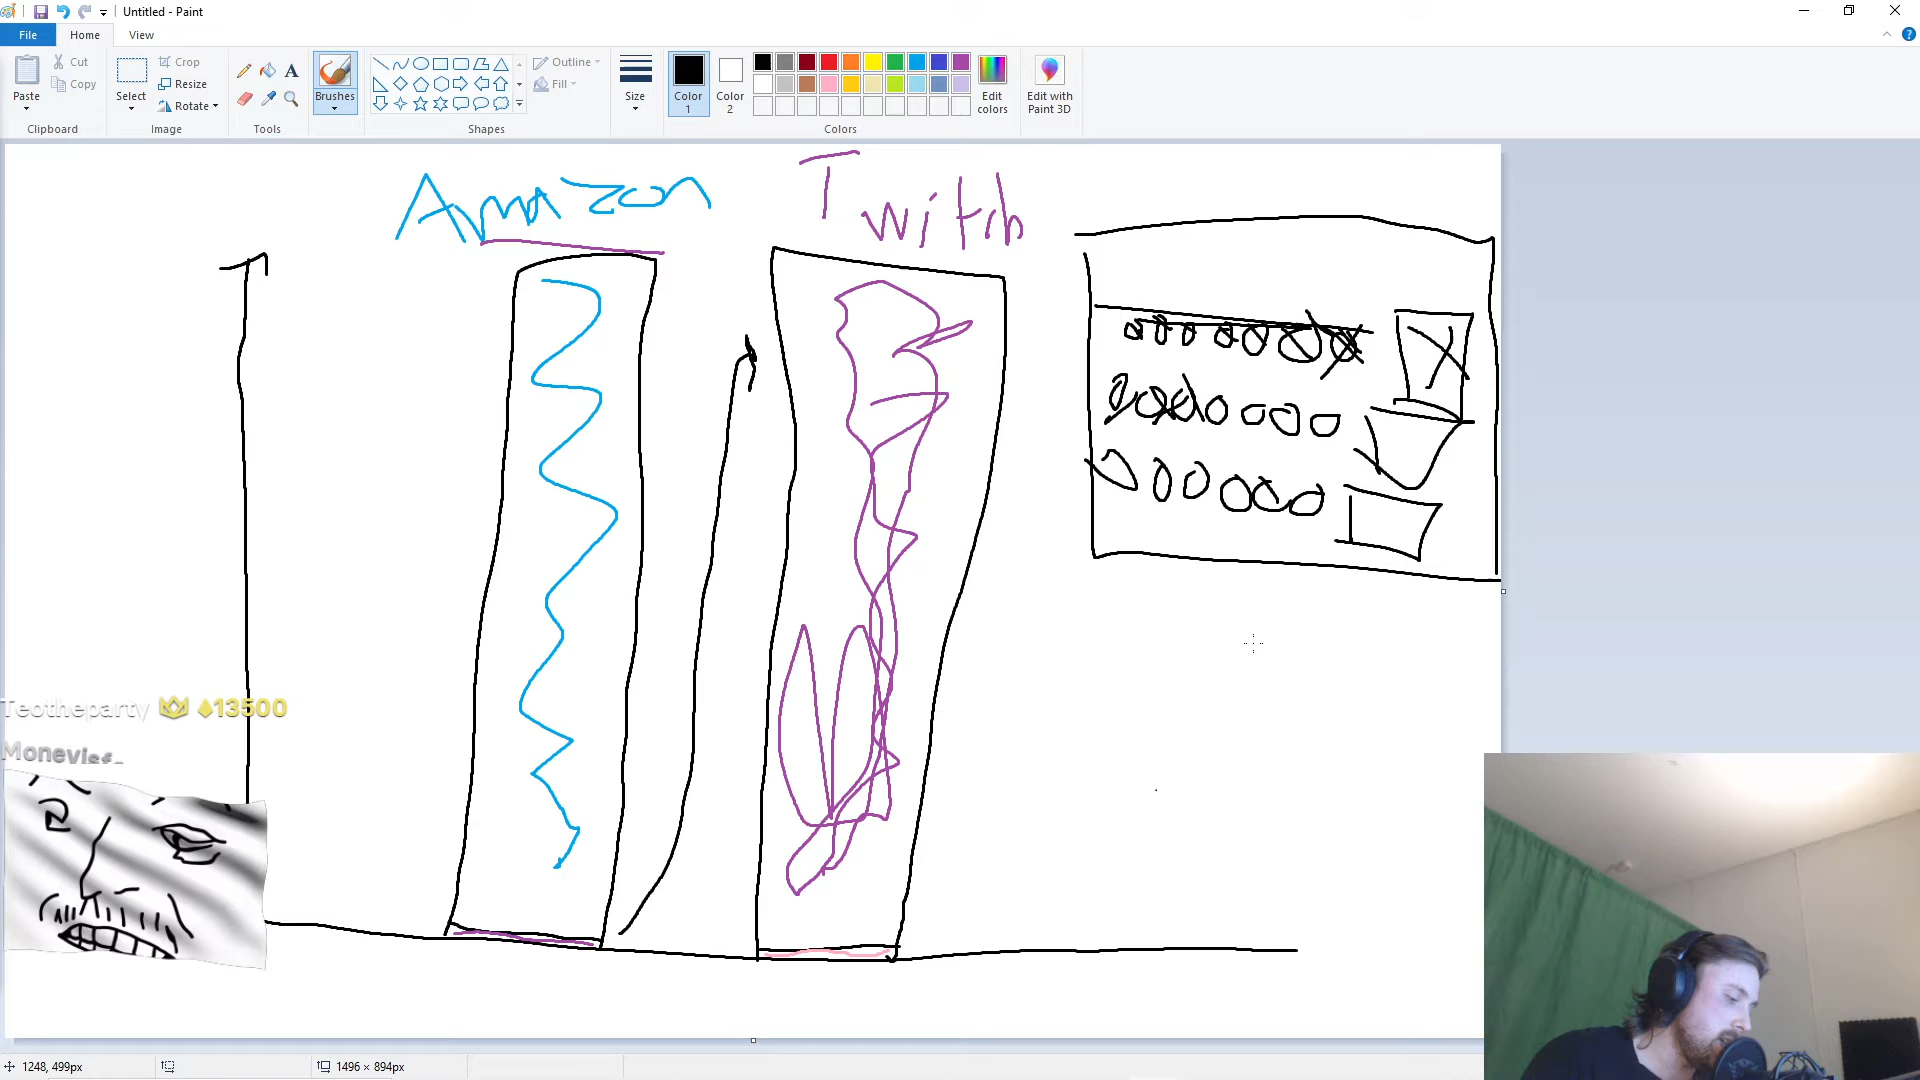 Untitled - Paint
File Home View
Paste Cut Copy Clipboard
Select Crop Resize Rotate Image
Tools
Brushes
Outline Fill Shapes
Size
Color 1 Color 2 Edit colors Colors
Edit with Paint 3D
Amazon Twitch
Teotheparty 13500
1248, 499px 1496 × 894px